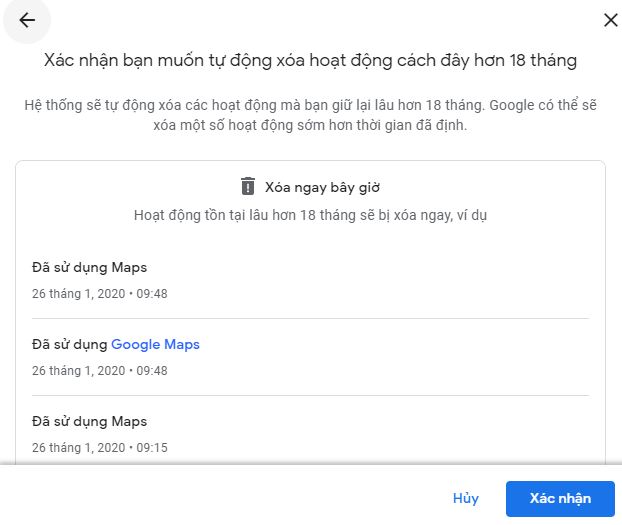 Xác nhận bạn muốn tự động xóa hoạt động cách đây hơn 18 tháng
Hệ thống sẽ tự động xóa các hoạt động mà bạn giữ lại lâu hơn 18 tháng. Google có thể sẽ
xóa một số hoạt động sớm hơn thời gian đã định.
Xóa ngay bây giờ
Hoạt động tồn tại lâu hơn 18 tháng sẽ bị xóa ngay, ví dụ
Đã sử dụng Maps
26 tháng 1, 2020 • 09:48
Đã sử dụng Google Maps
26 tháng 1, 2020 • 09:48
Đã sử dụng Maps
26 tháng 1, 2020 • 09:15
Hủy
Xác nhận